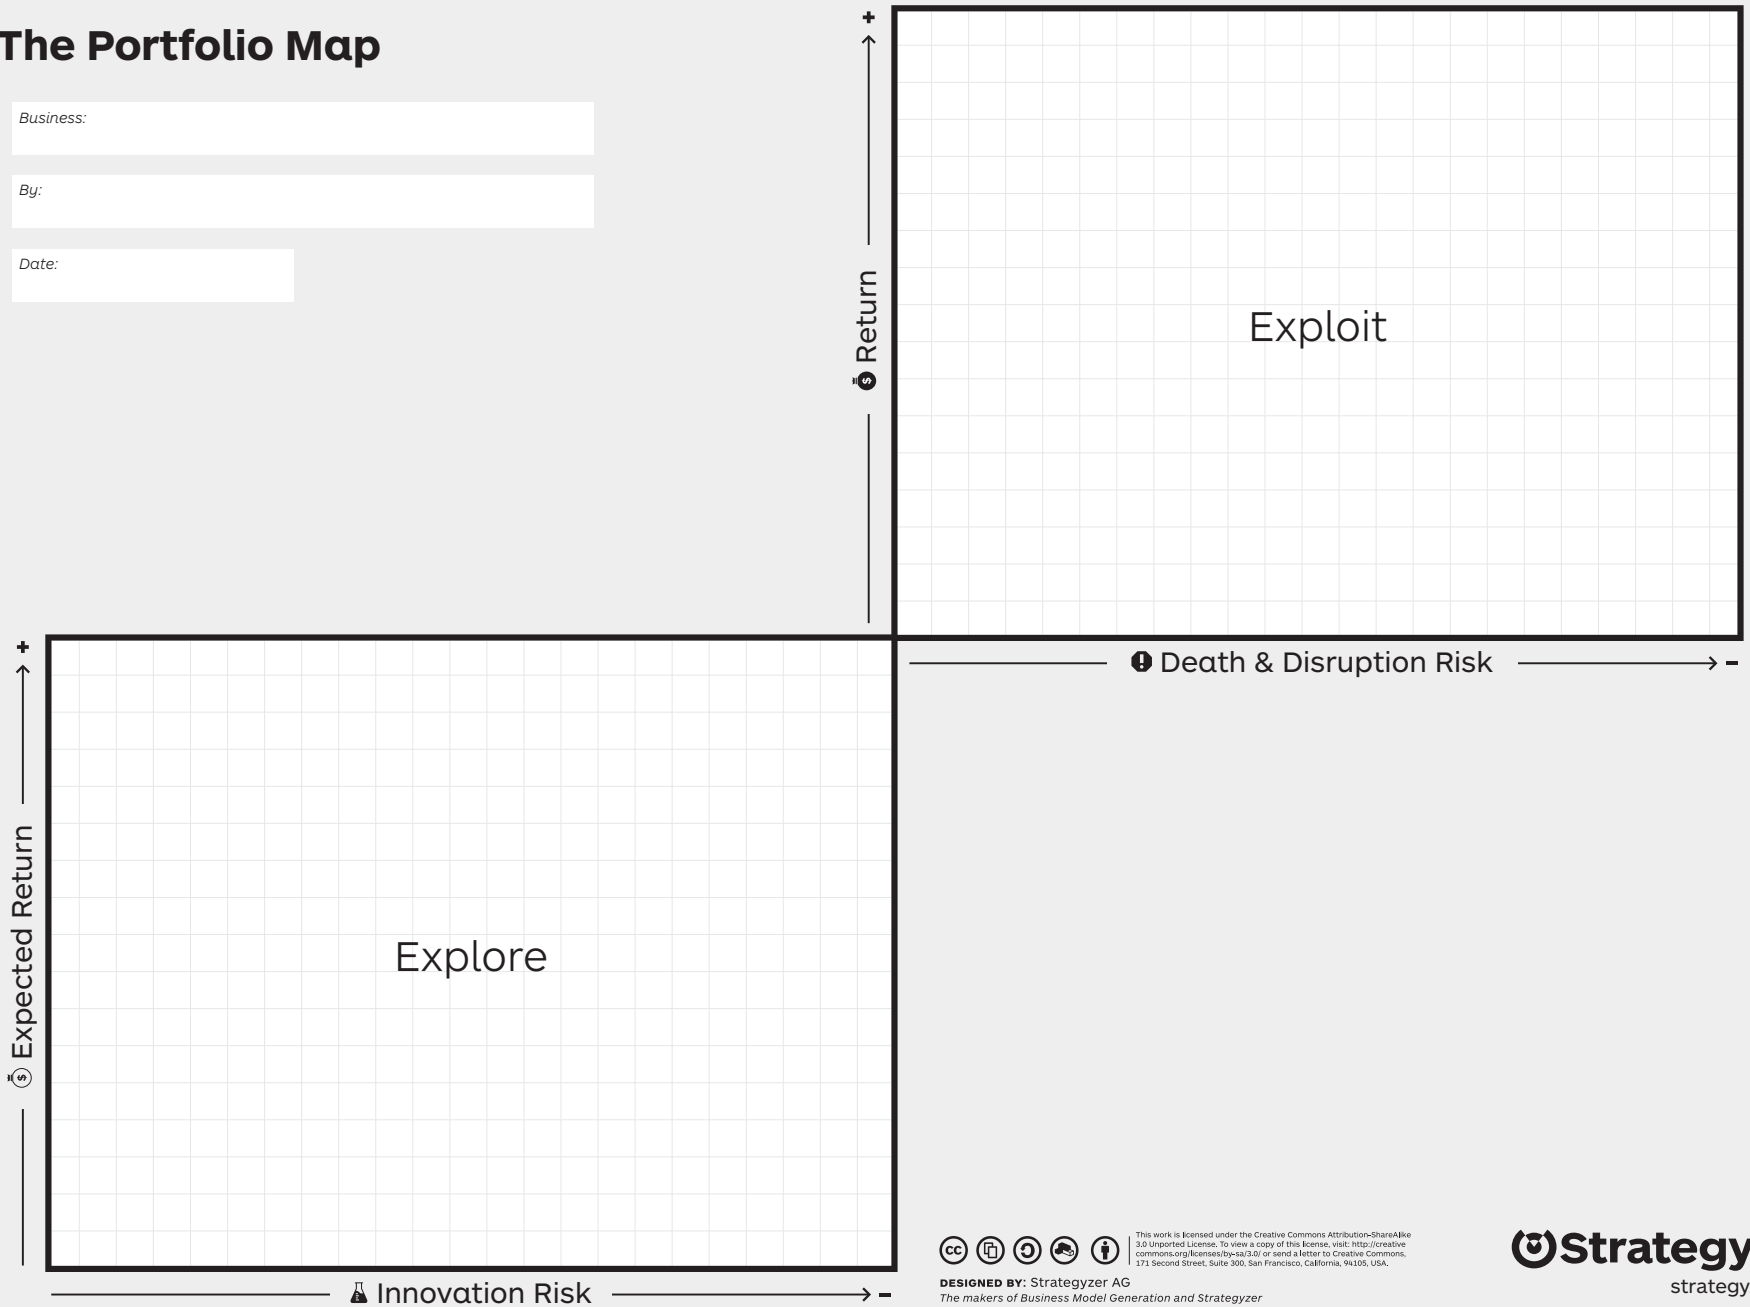 The Portfolio Map
Business:
By:
Date:
+
Return
Exploit
Death & Disruption Risk
-
+
Expected Return
Explore
Innovation Risk
-
This work is licensed under the Creative Commons Attribution-ShareAlike
3.0 Unported License. To view a copy of this license, visit: http://creative
commons.org/licenses/by-sa/3.0/ or send a letter to Creative Commons,
171 Second Street, Suite 300, San Francisco, California, 94105, USA.
DESIGNED BY: Strategyzer AG
The makers of Business Model Generation and Strategyzer
Strategy
strategy